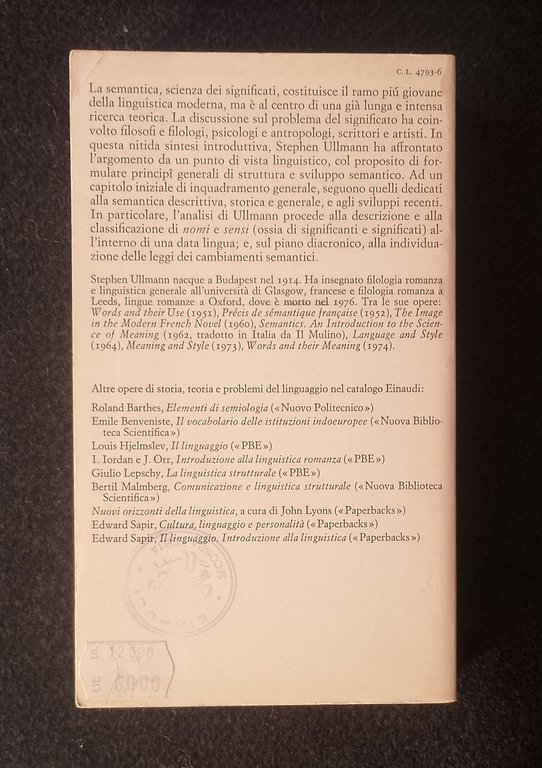 C. L. 4793-6
La semantica, scienza dei significati, costituisce il ramo piú giovane
della linguistica moderna, ma è al centro di una già lunga e intensa
ricerca teorica. La discussione sul problema del significato ha coin-
volto filosofi e filologi, psicologi e antropologi, scrittori e artisti. In
questa nitida sintesi introduttiva, Stephen Ullmann ha affrontato
l'argomento da un punto di vista linguistico, col proposito di for-
mulare principî generali di struttura e sviluppo semantico. Ad un
capitolo iniziale di inquadramento generale, seguono quelli dedicati
alla semantica descrittiva, storica e generale, e agli sviluppi recenti.
In particolare, l'analisi di Ullmann procede alla descrizione e alla
classificazione di nomi e sensi (ossia di significanti e significati) al-
l'interno di una data lingua; e, sul piano diacronico, alla individua-
zione delle leggi dei cambiamenti semantici.
Stephen Ullmann nacque a Budapest nel 1914. Ha insegnato filologia romanza
e linguistica generale all'università di Glasgow, francese e filologia romanza a
Leeds, lingue romanze a Oxford, dove è morto nel 1976. Tra le sue opere:
Words and their Use (1951), Précis de sémantique française (1952), The Image
in the Modern French Novel (1960), Semantics. An Introduction to the Scien-
ce of Meaning (1962, tradotto in Italia da Il Mulino), Language and Style
(1964), Meaning and Style (1973), Words and their Meaning (1974).
Altre opere di storia, teoria e problemi del linguaggio nel catalogo Einaudi:
Roland Barthes, Elementi di semiologia («Nuovo Politecnico»)
Emile Benveniste, Il vocabolario delle istituzioni indoeuropee («Nuova Biblio-
teca Scientifica»)
Louis Hjelmslev, Il linguaggio («PBE»)
I. Iordan e J. Orr, Introduzione alla linguistica romanza («PBE»)
Giulio Lepschy, La linguistica strutturale («PBE»)
Bertil Malmberg, Comunicazione e linguistica strutturale («Nuova Biblioteca
Scientifica»)
Nuovi orizzonti della linguistica, a cura di John Lyons («Paperbacks»)
Edward Sapir, Cultura, linguaggio e personalità («Paperbacks»)
Edward Sapir, Il linguaggio. Introduzione alla linguistica («Paperbacks»)
EINAUDI
6000